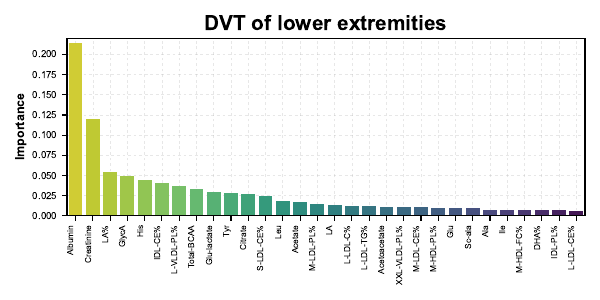 DVT of lower extremities
Importance
0.200
0.175
0.150
0.125
0.100
0.075
0.050
0.025
0.000
Albumin
Creatinine
LA%
GlycA
His
IDL-CE%
L-VLDL-PL%
Total-BCAA
Glu-lactate
Tyr
Citrate
S-LDL-CE%
Leu
Acetate
M-LDL-PL%
LA
L-LDL-C%
L-LDL-TG%
Acetoacetate
XXL-VLDL-PL%
M-LDL-CE%
M-HDL-PL%
Glu
Sc-ala
Ala
Ile
M-HDL-FC%
DHA%
IDL-PL%
L-LDL-CE%